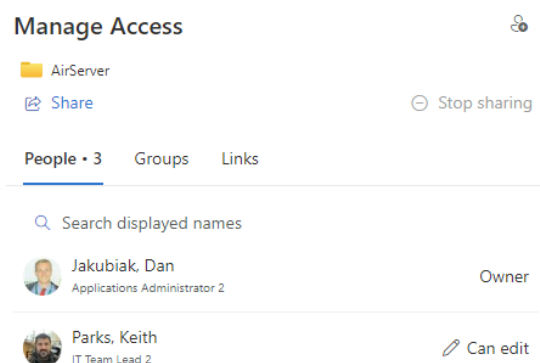 Manage Access
AirServer
Share
Stop sharing
People • 3
Groups
Links
Search displayed names
Jakubiak, Dan
Applications Administrator 2
Owner
Parks, Keith
IT Team Lead 2
Can edit